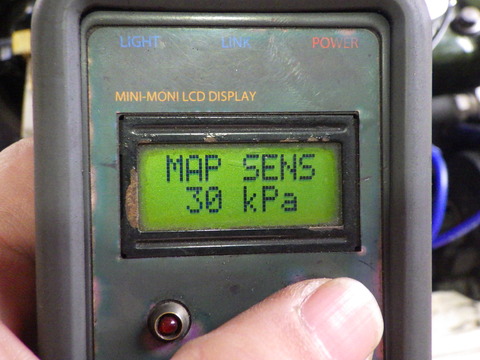 LIGHT LINK POWER
MINI-MONI LCD DISPLAY
MAP SENS
30 kPa